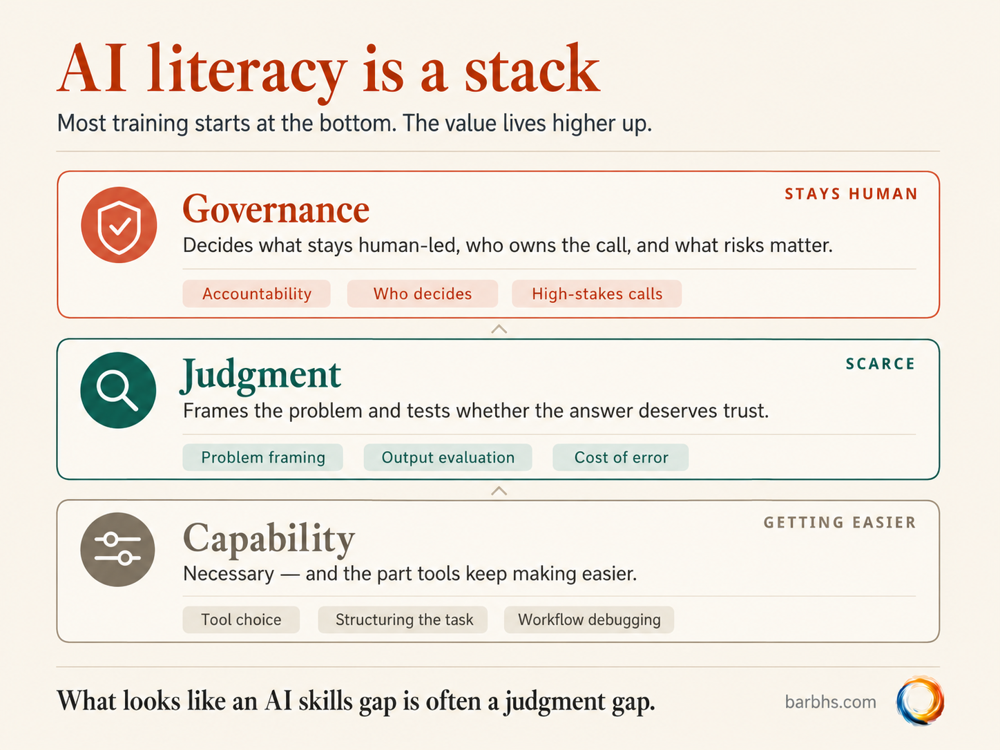 AI literacy is a stack
Most training starts at the bottom. The value lives higher up.
STAYS HUMAN
Governance
Decides what stays human-led, who owns the call, and what risks matter.
Accountability
Who decides
High-stakes calls
SCARCE
Judgment
Frames the problem and tests whether the answer deserves trust.
Problem framing
Output evaluation
Cost of error
GETTING EASIER
Capability
Necessary — and the part tools keep making easier.
Tool choice
Structuring the task
Workflow debugging
What looks like an AI skills gap is often a judgment gap.
barbhs.com